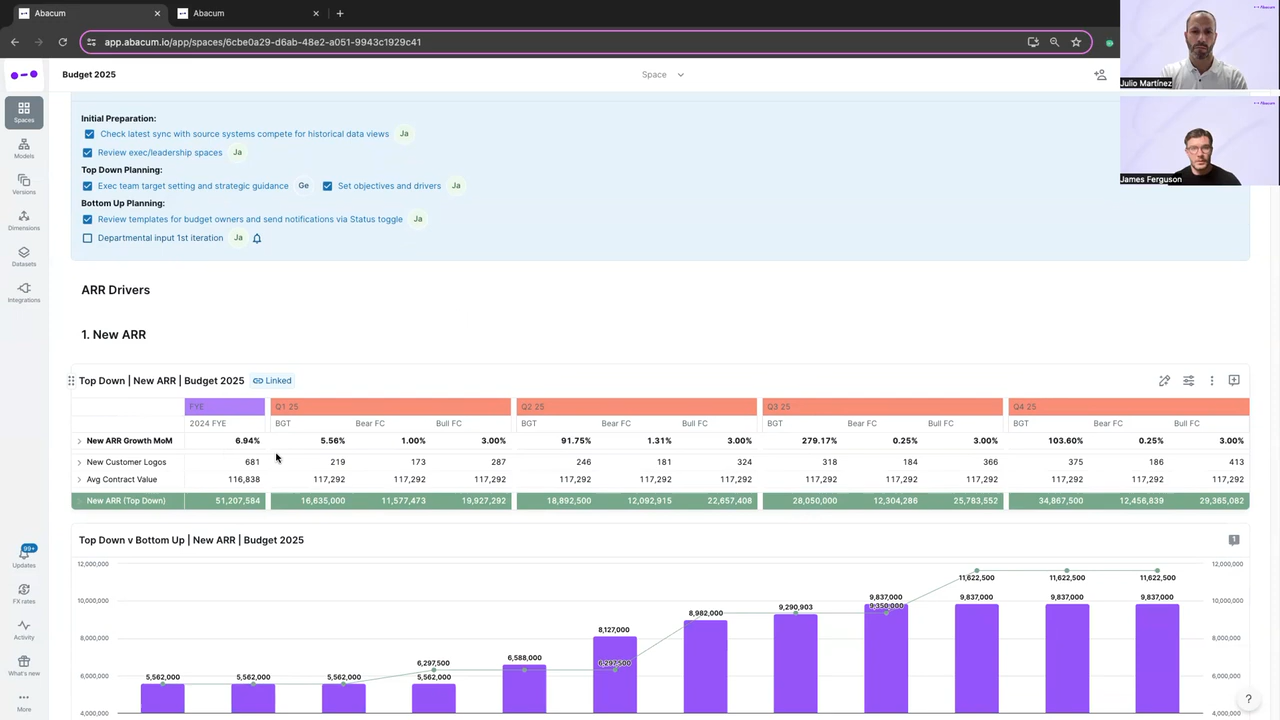 Abacum
Abacum
app.abacum.io/app/spaces/6cbe0a29-d6ab-48e2-a051-9943c1929c41
Julio Martínez
James Ferguson
Budget 2025
Space
Spaces
Models
Versions
Dimensions
Datasets
Integrations
99+
Updates
FX rates
Activity
What's new
More
Initial Preparation:
Check latest sync with source systems compete for historical data views Ja
Review exec/leadership spaces Ja
Top Down Planning:
Exec team target setting and strategic guidance Ge Set objectives and drivers Ja
Bottom Up Planning:
Review templates for budget owners and send notifications via Status toggle Ja
Departmental input 1st iteration Ja
ARR Drivers
1. New ARR
Top Down | New ARR | Budget 2025 Linked
FYE Q1 25 Q2 25 Q3 25 Q4 25
2024 FYE BGT Bear FC Bull FC BGT Bear FC Bull FC BGT Bear FC Bull FC BGT Bear FC Bull FC
New ARR Growth MoM 6.94% 5.56% 1.00% 3.00% 91.75% 1.31% 3.00% 279.17% 0.25% 3.00% 103.60% 0.25% 3.00%
New Customer Logos 681 219 173 287 246 181 324 318 184 366 375 186 413
Avg Contract Value 116,838 117,292 117,292 117,292 117,292 117,292 117,292 117,292 117,292 117,292 117,292 117,292 117,292
New ARR (Top Down) 51,207,584 16,635,000 11,577,473 19,927,292 18,892,500 12,092,915 22,657,408 28,050,000 12,304,286 25,783,552 34,867,500 12,456,839 29,365,082
Top Down v Bottom Up | New ARR | Budget 2025
1
12,000,000 12,000,000
11,622,500 11,622,500 11,622,500
10,000,000 9,837,000 9,837,000 9,837,000 9,837,000 10,000,000
8,982,000 9,290,903 9,350,000
8,000,000 8,127,000 8,000,000
6,297,500 6,588,000 6,297,500
6,000,000 5,562,000 5,562,000 5,562,000 5,562,000 6,000,000
4,000,000 4,000,000
?